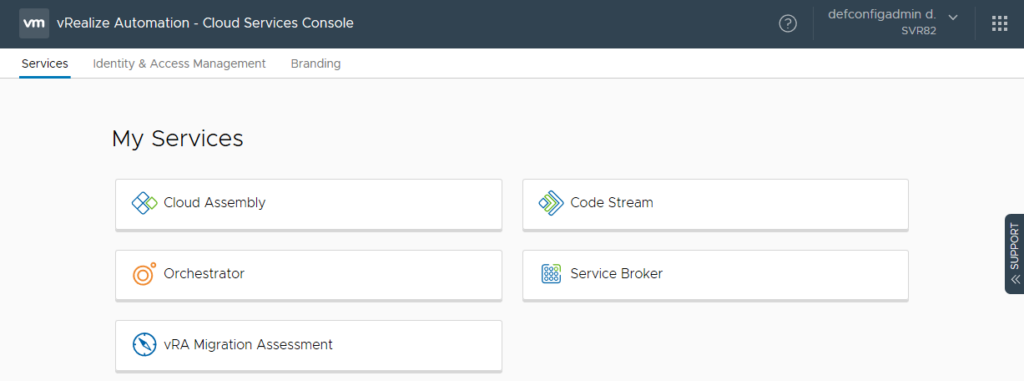 vm vRealize Automation - Cloud Services Console
defconfigadmin d.
SVR82
Services Identity & Access Management Branding
My Services
Cloud Assembly
Code Stream
Orchestrator
Service Broker
vRA Migration Assessment
SUPPORT